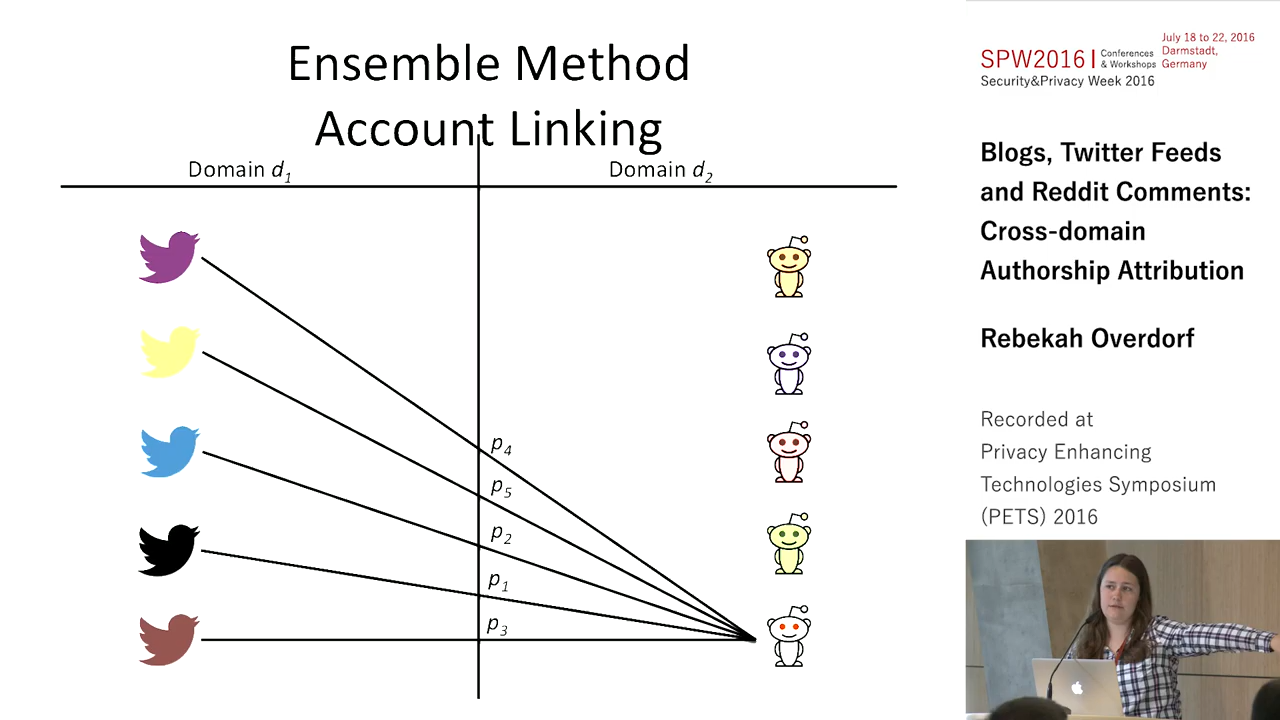 Ensemble Method
Account Linking
Domain d1
Domain d2
p4
p5
p2
p1
p3
SPW2016 | Conferences & Workshops
July 18 to 22, 2016
Darmstadt,
Germany
Security&Privacy Week 2016
Blogs, Twitter Feeds
and Reddit Comments:
Cross-domain
Authorship Attribution
Rebekah Overdorf
Recorded at
Privacy Enhancing
Technologies Symposium
(PETS) 2016